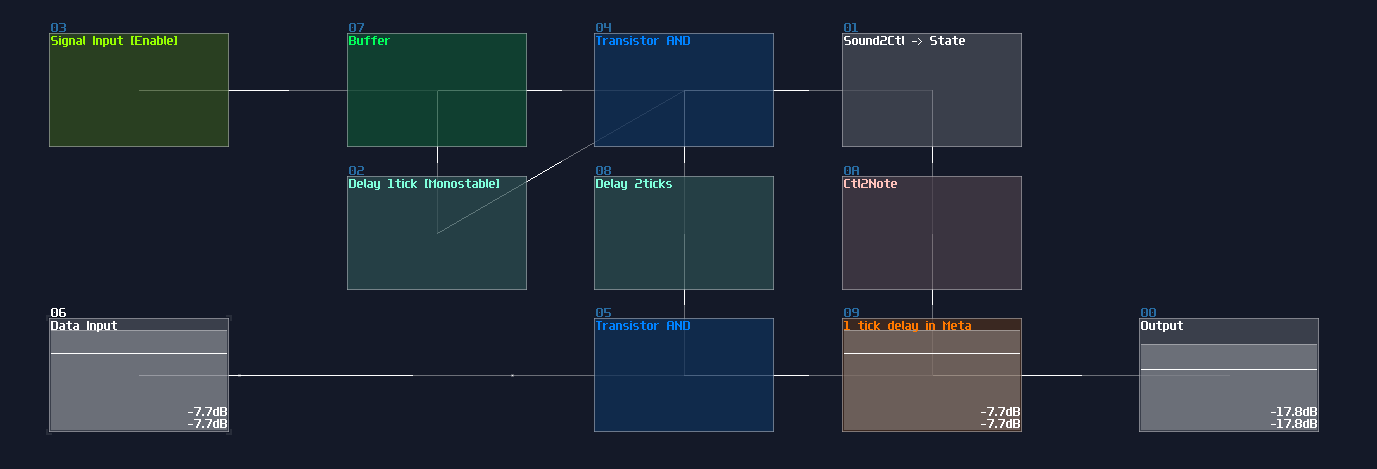 03
Signal Input [Enable]
07
Buffer
04
Transistor AND
01
Sound2Ctl -> State
02
Delay 1tick [Monostable]
08
Delay 2ticks
0A
Ctl2Note
06
Data Input
-7.7dB
-7.7dB
05
Transistor AND
09
1 tick delay in Meta
-7.7dB
-7.7dB
00
Output
-17.8dB
-17.8dB